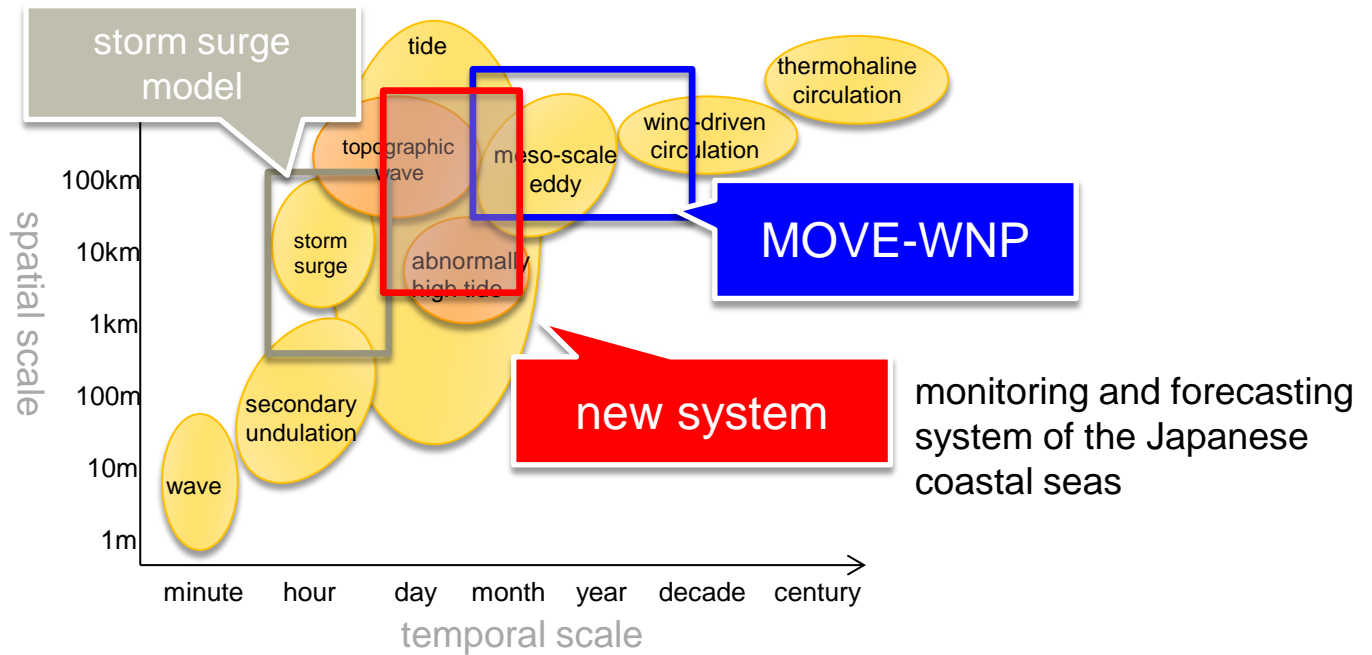 storm surge
model
tide
thermohaline
circulation
wind-driven
circulation
topographic
wave
meso-scale
eddy
100km
MOVE-WNP
storm
surge
10km
abnormally
high tide
1km
spatial scale
100m
new system
monitoring and forecasting
system of the Japanese
coastal seas
secondary
undulation
10m
wave
1m
minute
hour
day
month
year
decade
century
temporal scale